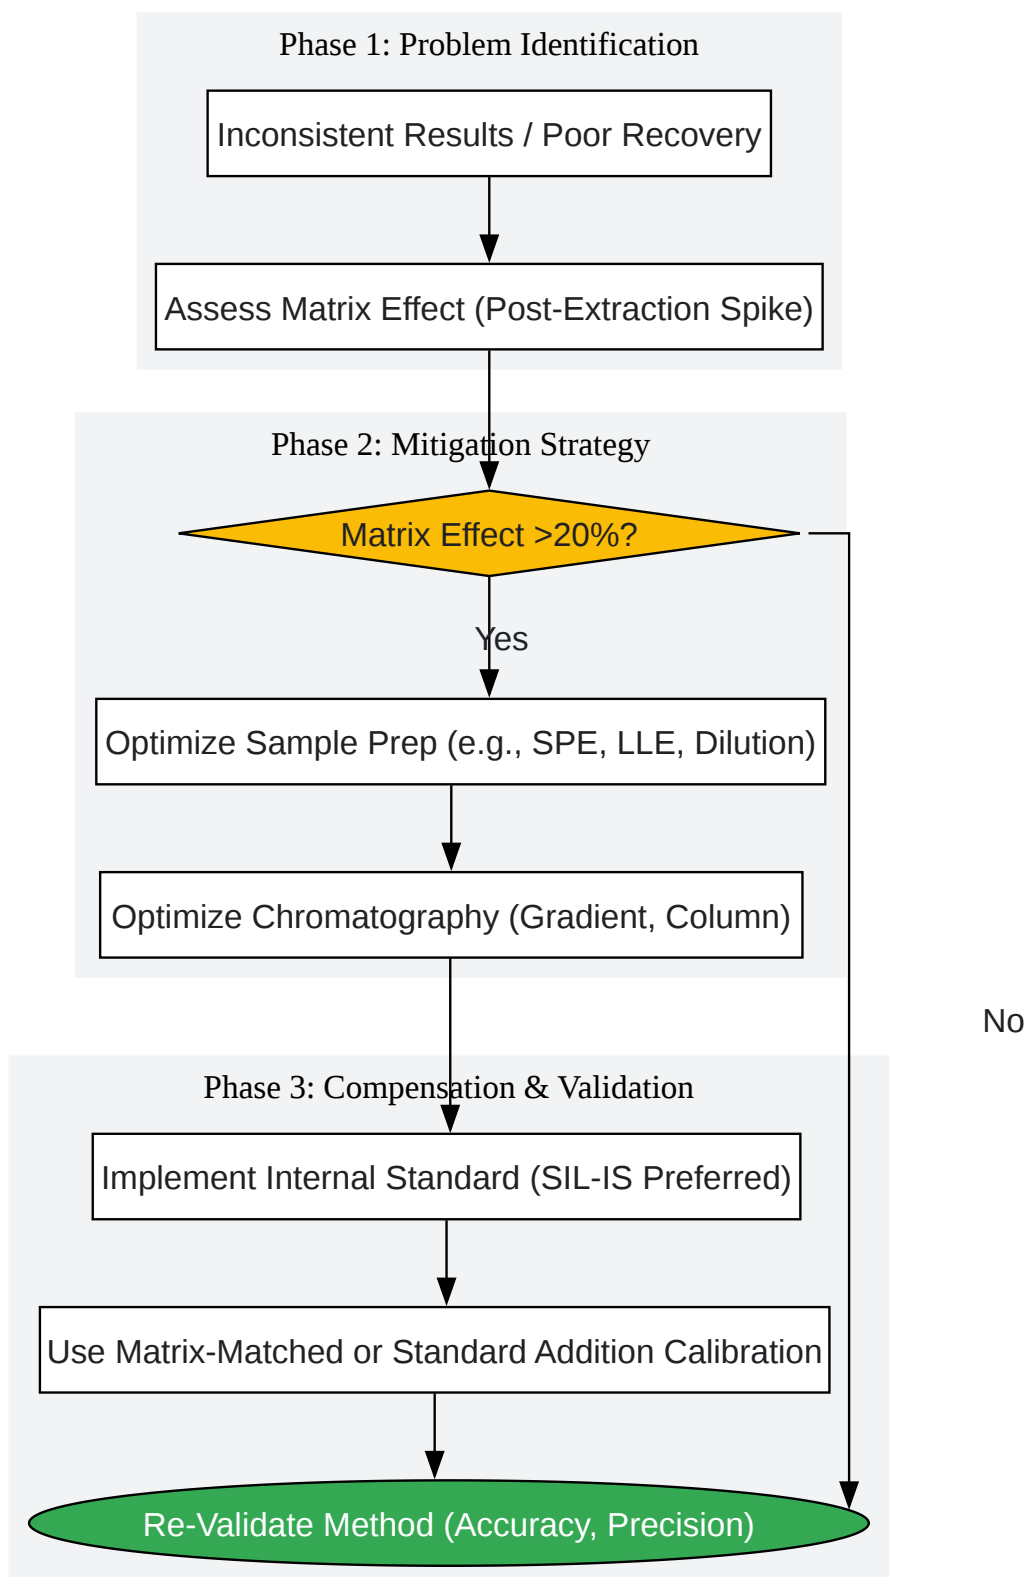 Phase 1: Problem Identification
Inconsistent Results / Poor Recovery
Assess Matrix Effect (Post-Extraction Spike)
Phase 2: Mitigation Strategy
Matrix Effect >20%?
Yes
Optimize Sample Prep (e.g., SPE, LLE, Dilution)
Optimize Chromatography (Gradient, Column)
No
Phase 3: Compensation & Validation
Implement Internal Standard (SIL-IS Preferred)
Use Matrix-Matched or Standard Addition Calibration
Re-Validate Method (Accuracy, Precision)